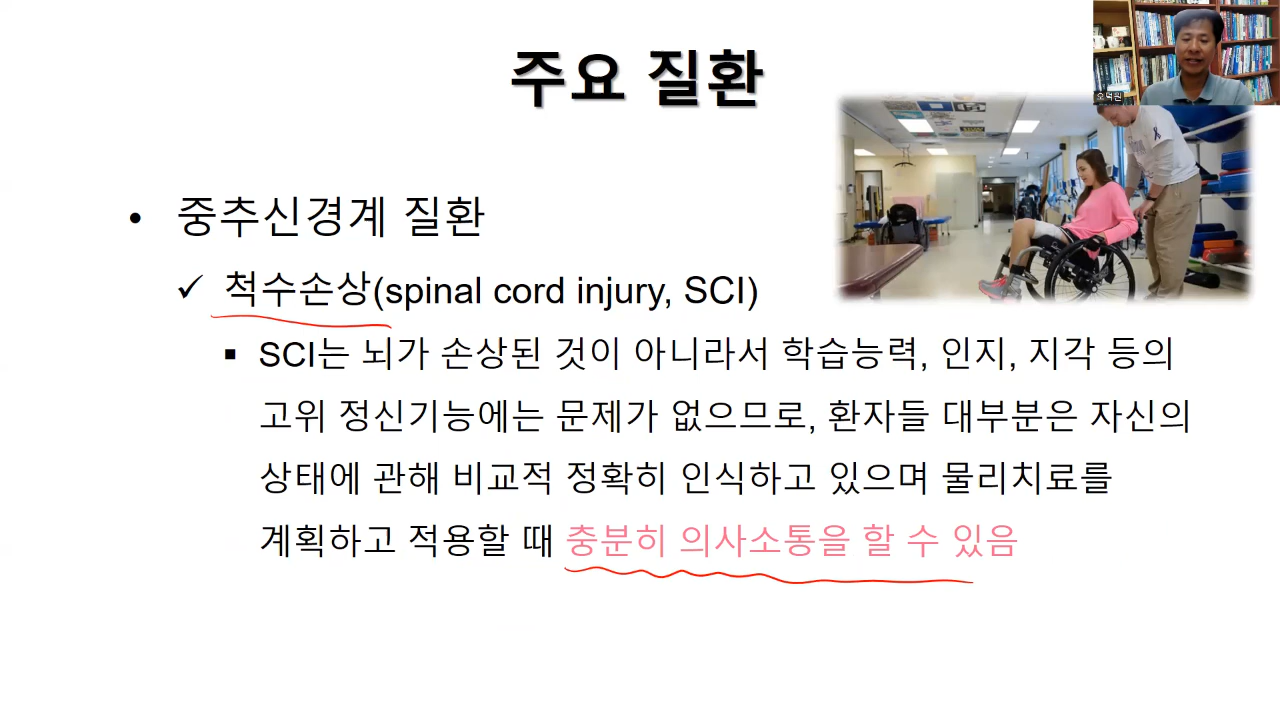 주요 질환
오덕원
• 중추신경계 질환
✓ 척수손상(spinal cord injury, SCI)
▪ SCI는 뇌가 손상된 것이 아니라서 학습능력, 인지, 지각 등의
고위 정신기능에는 문제가 없으므로, 환자들 대부분은 자신의
상태에 관해 비교적 정확히 인식하고 있으며 물리치료를
계획하고 적용할 때 충분히 의사소통을 할 수 있음